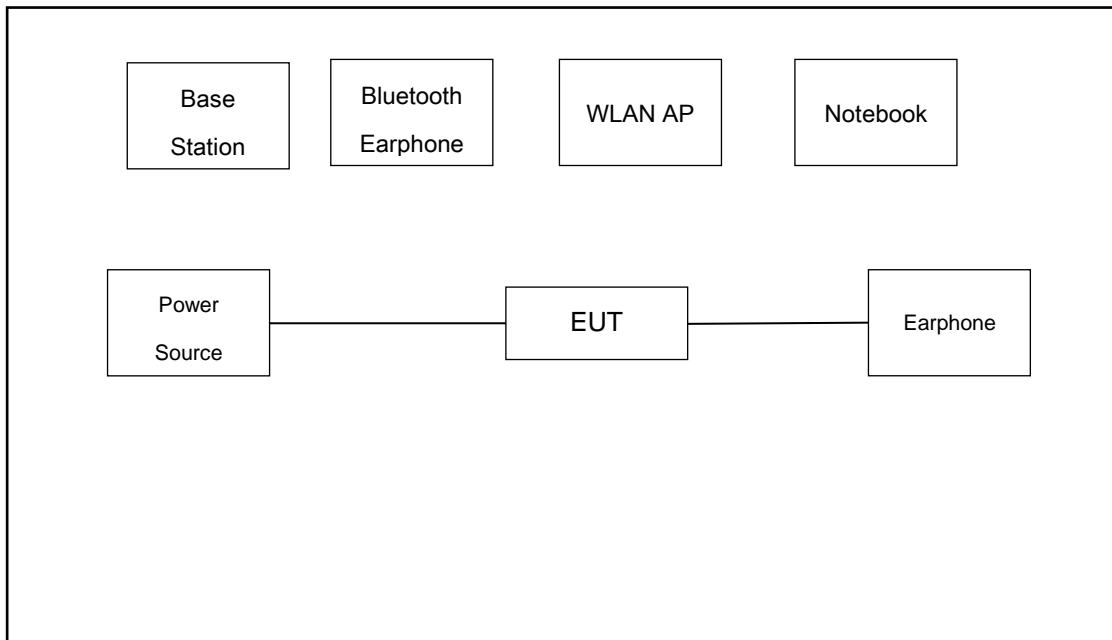 Base
Station
Bluetooth
Earphone
WLAN AP
Notebook
Power
Source
EUT
Earphone